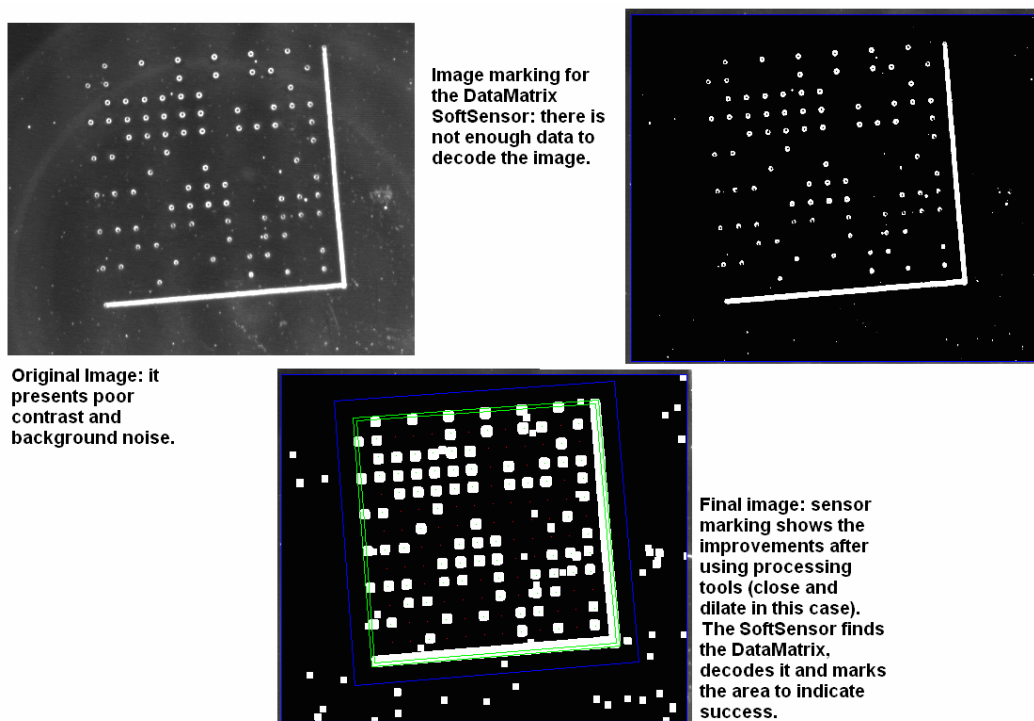 Image marking for
the DataMatrix
SoftSensor: there is
not enough data to
decode the image.
Original Image: it
presents poor
contrast and
background noise.
Final image: sensor
marking shows the
improvements after
using processing
tools (close and
dilate in this case).
The SoftSensor finds
the DataMatrix,
decodes it and marks
the area to indicate
success.